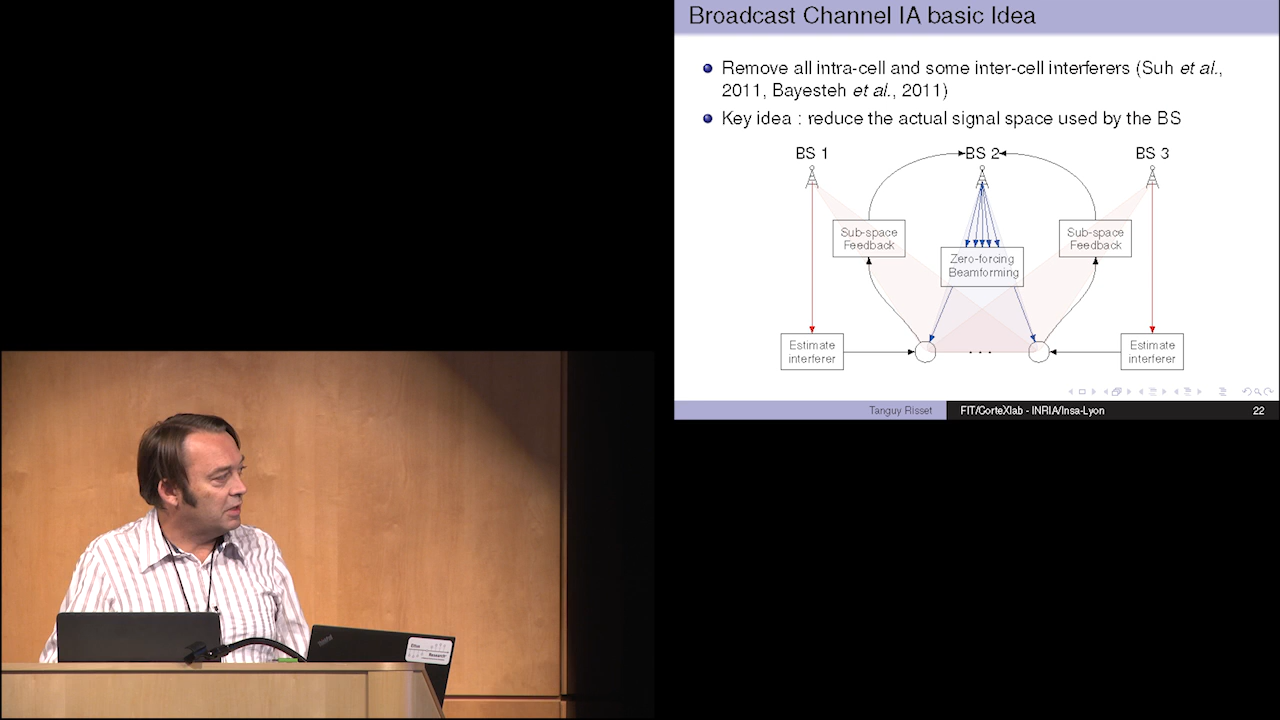 Broadcast Channel IA basic Idea
Remove all intra-cell and some inter-cell interferers (Suh et al.,
2011, Bayesteh et al., 2011)
Key idea : reduce the actual signal space used by the BS
BS 1
BS 2
BS 3
Sub-space
Feedback
Sub-space
Feedback
Zero-forcing
Beamforming
Estimate
interferer
. . .
Estimate
interferer
Tanguy Risset
FIT/CorteXlab - INRIA/Insa-Lyon
22
ThinkPad
Ettus
Research